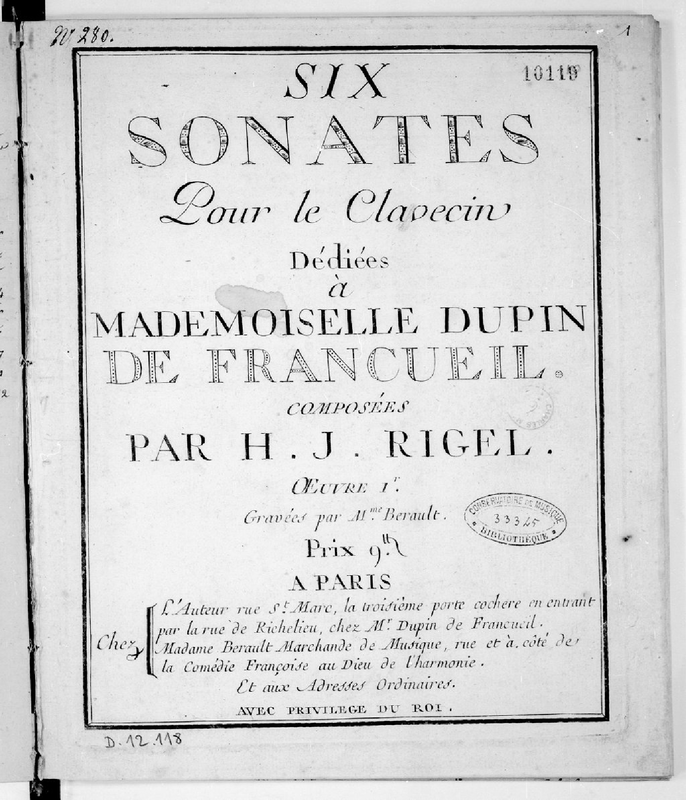 N 280.
1
10119
SIX
SONATES
Pour le Clavecin
Dédiées
à
MADEMOISELLE DUPIN
DE FRANCUEIL.
COMPOSÉES
PAR H. J. RIGEL.
ŒUVRE Iʳ.
Gravées par Mᵐᵉ Berault.
CONSERVATOIRE DE MUSIQUE
33345
BIBLIOTHÈQUE
Prix 9ᵗᵗ
A PARIS
Chez
L'Auteur rue Sᵗ Marc, la troisième porte cochere en entrant
par la rue de Richelieu, chez Mʳ Dupin de Francueil.
Madame Berault Marchande de Musique, rue et à côté de
la Comédie Françoise au Dieu de l'harmonie.
Et aux Adresses Ordinaires.
AVEC PRIVILEGE DU ROI.
D.12.118